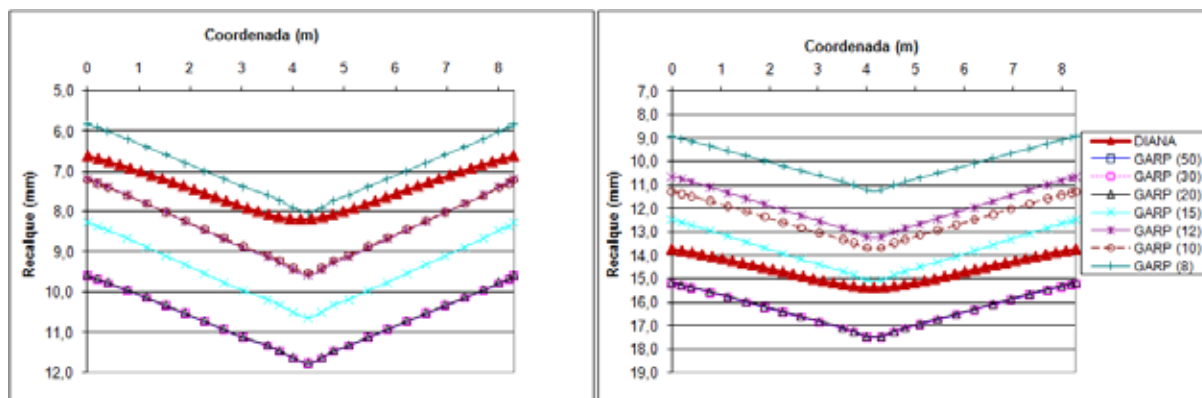 Coordenada (m)
0 1 2 3 4 5 6 7 8
Recalque (mm)
5,0
6,0
7,0
8,0
9,0
10,0
11,0
12,0
Coordenada (m)
0 1 2 3 4 5 6 7 8
Recalque (mm)
7,0
8,0
9,0
10,0
11,0
12,0
13,0
14,0
15,0
16,0
17,0
18,0
19,0
DIANA
GARP (50)
GARP (30)
GARP (20)
GARP (15)
GARP (12)
GARP (10)
GARP (8)